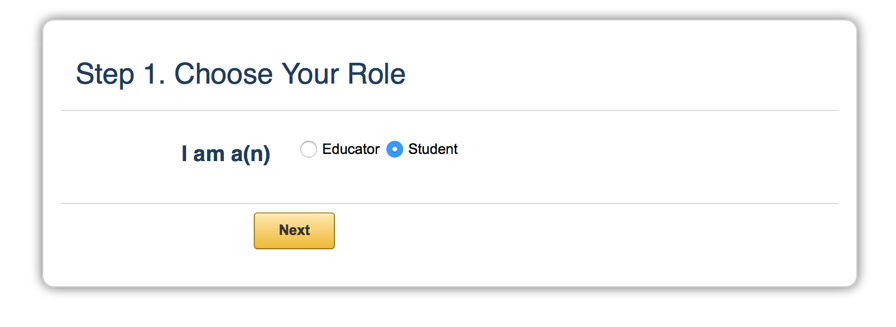 Step 1. Choose Your Role
I am a(n) Educator Student
Next